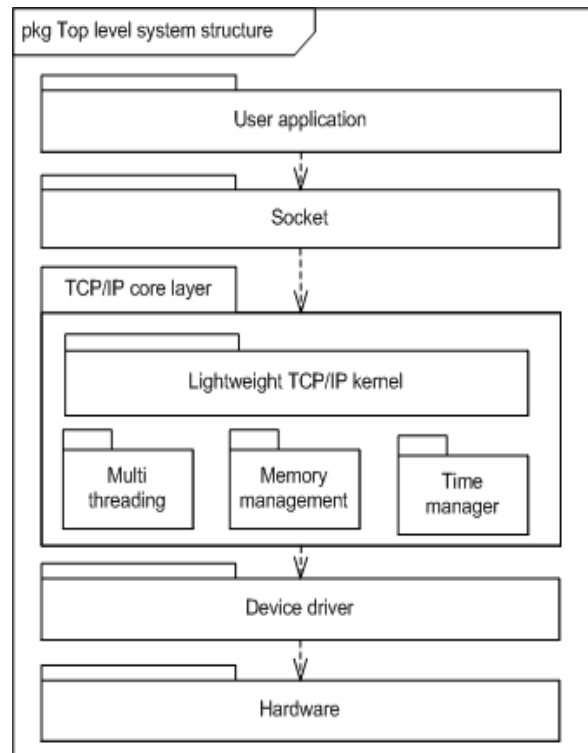 pkg Top level system structure
User application
Socket
TCP/IP core layer
Lightweight TCP/IP kernel
Multi
threading
Memory
management
Time
manager
Device driver
Hardware